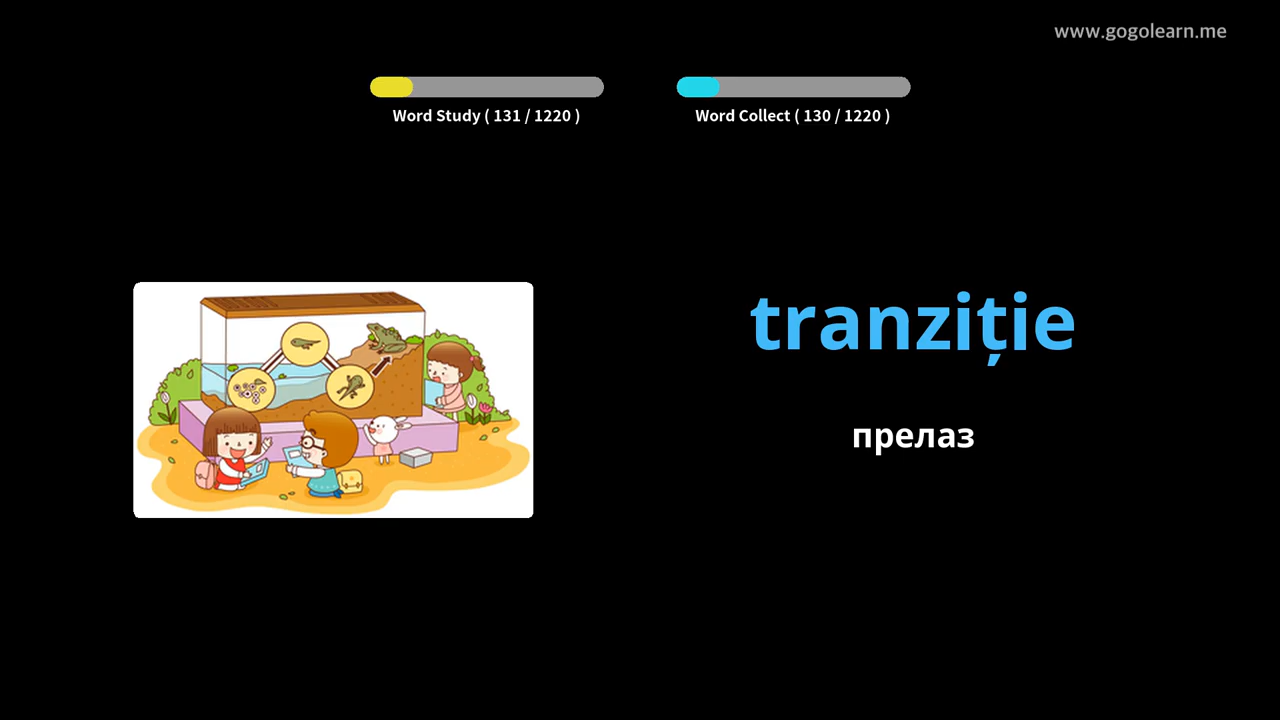 www.gogolearn.me
Word Study ( 131 / 1220 )
Word Collect ( 130 / 1220 )
tranziție
прелаз